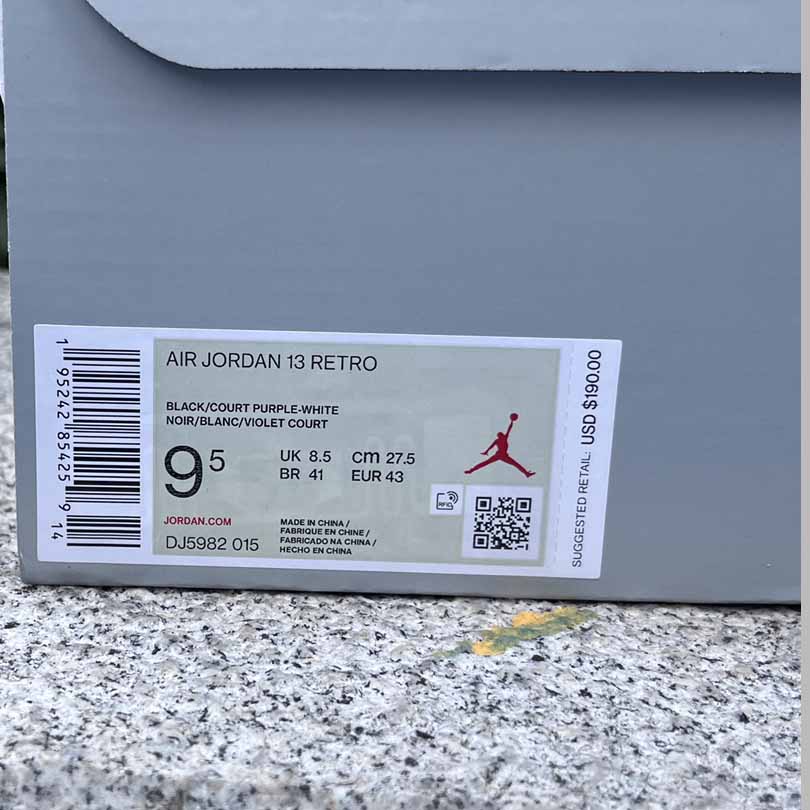 AIR JORDAN 13 RETRO
BLACK/COURT PURPLE-WHITE
NOIR/BLANC/VIOLET COURT
9 5
UK 8.5 cm 27.5
BR 41 EUR 43
RFID
JORDAN.COM
DJ5982 015
MADE IN CHINA /
FABRIQUE EN CHINE /
FABRICADO NA CHINA /
HECHO EN CHINA
1 95242 85425 9 14
SUGGESTED RETAIL: USD $190.00